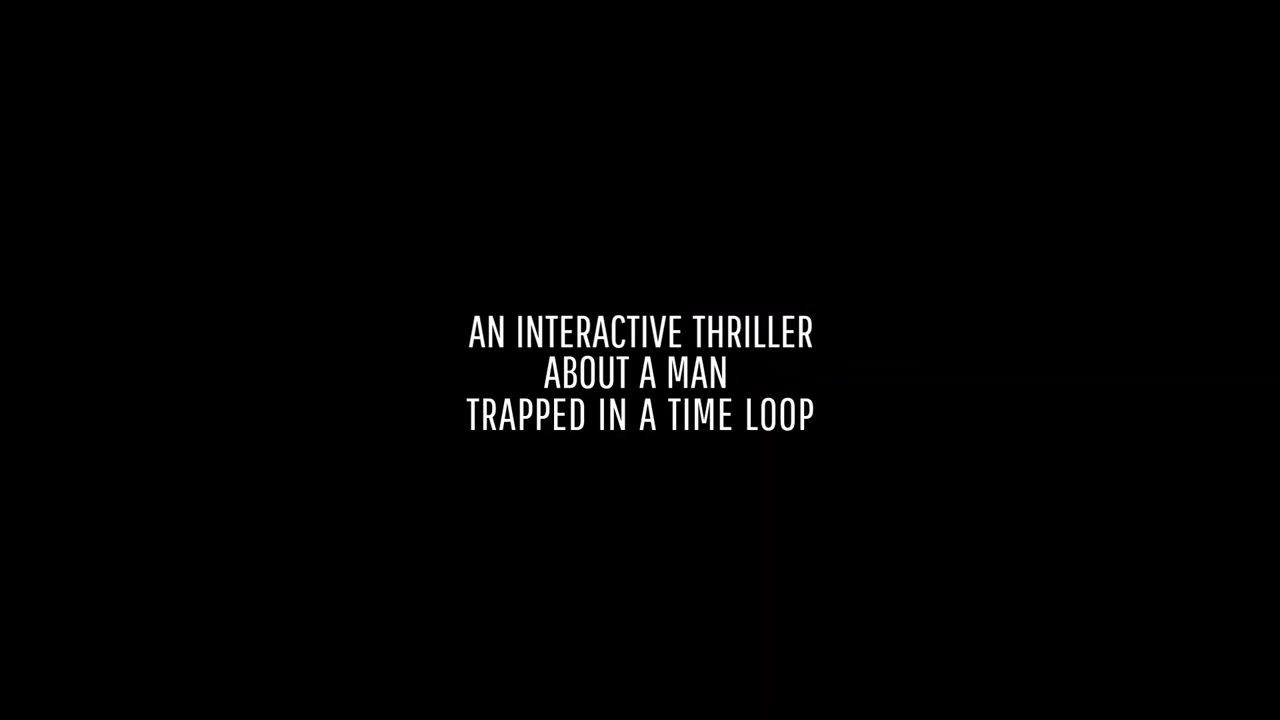 AN INTERACTIVE THRILLER
ABOUT A MAN
TRAPPED IN A TIME LOOP